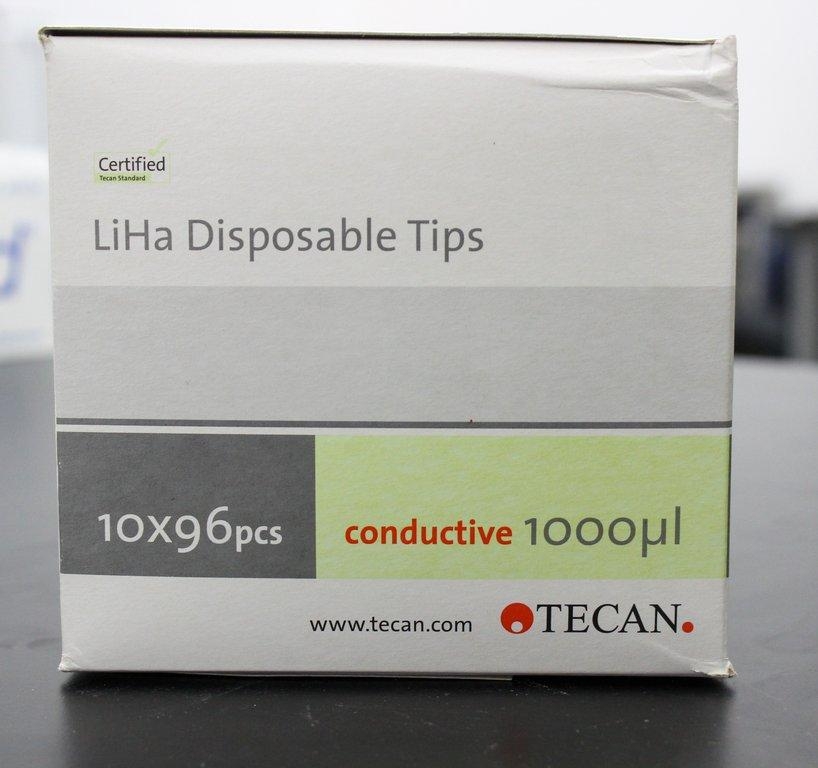 Certified
Tecan Standard
LiHa Disposable Tips
10x96pcs
conductive 1000µl
www.tecan.com
TECAN.